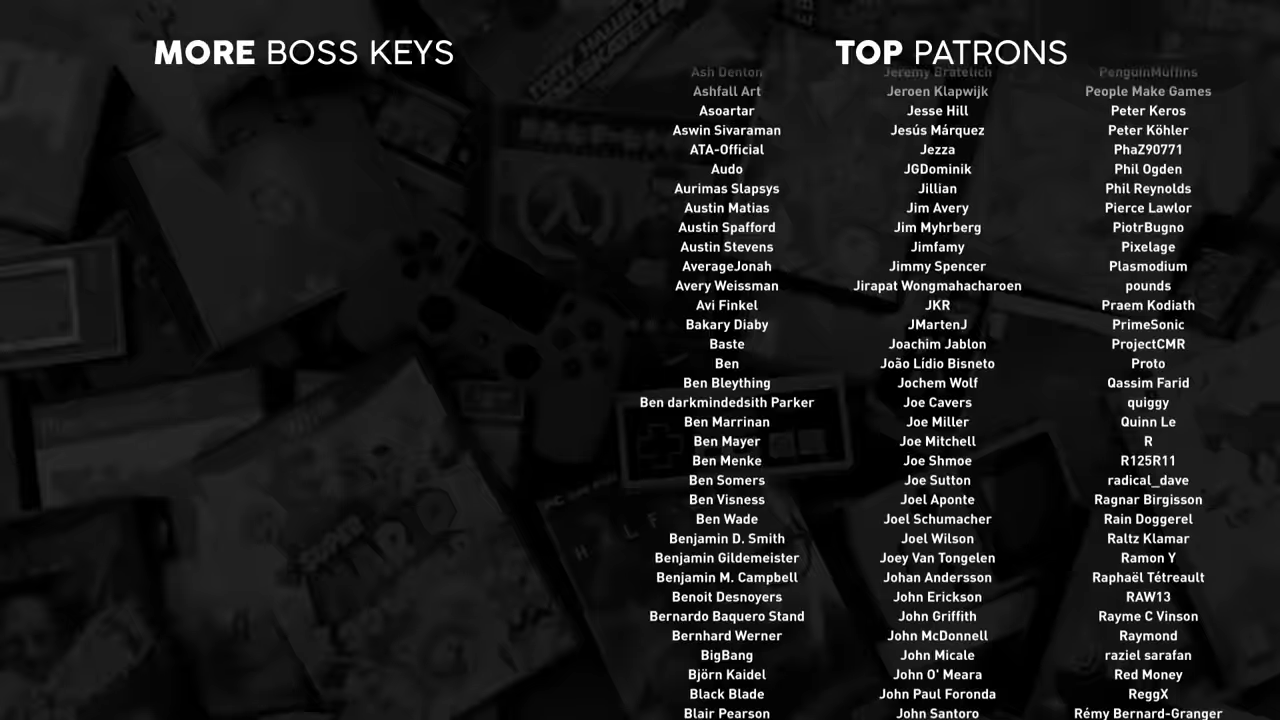 MORE BOSS KEYS
TOP PATRONS
Ash Denton
Ashfall Art
Asoartar
Aswin Sivaraman
ATA-Official
Audo
Aurimas Slapsys
Austin Matias
Austin Spafford
Austin Stevens
AverageJonah
Avery Weissman
Avi Finkel
Bakary Diaby
Baste
Ben
Ben Bleything
Ben darkmindedsith Parker
Ben Marrinan
Ben Mayer
Ben Menke
Ben Somers
Ben Visness
Ben Wade
Benjamin D. Smith
Benjamin Gildemeister
Benjamin M. Campbell
Benoit Desnoyers
Bernardo Baquero Stand
Bernhard Werner
BigBang
Björn Kaidel
Black Blade
Blair Pearson
Jeremy Bratelich
Jeroen Klapwijk
Jesse Hill
Jesús Márquez
Jezza
JGDominik
Jillian
Jim Avery
Jim Myhrberg
Jimfamy
Jimmy Spencer
Jirapat Wongmahacharoen
JKR
JMartenJ
Joachim Jablon
João Lídio Bisneto
Jochem Wolf
Joe Cavers
Joe Miller
Joe Mitchell
Joe Shmoe
Joe Sutton
Joel Aponte
Joel Schumacher
Joel Wilson
Joey Van Tongelen
Johan Andersson
John Erickson
John Griffith
John McDonnell
John Micale
John O' Meara
John Paul Foronda
John Santoro
PenguinMuffins
People Make Games
Peter Keros
Peter Köhler
PhaZ90771
Phil Ogden
Phil Reynolds
Pierce Lawlor
PiotrBugno
Pixelage
Plasmodium
pounds
Praem Kodiath
PrimeSonic
ProjectCMR
Proto
Qassim Farid
quiggy
Quinn Le
R
R125R11
radical_dave
Ragnar Birgisson
Rain Doggerel
Raltz Klamar
Ramon Y
Raphaël Tétreault
RAW13
Rayme C Vinson
Raymond
raziel sarafan
Red Money
ReggX
Rémy Bernard-Granger